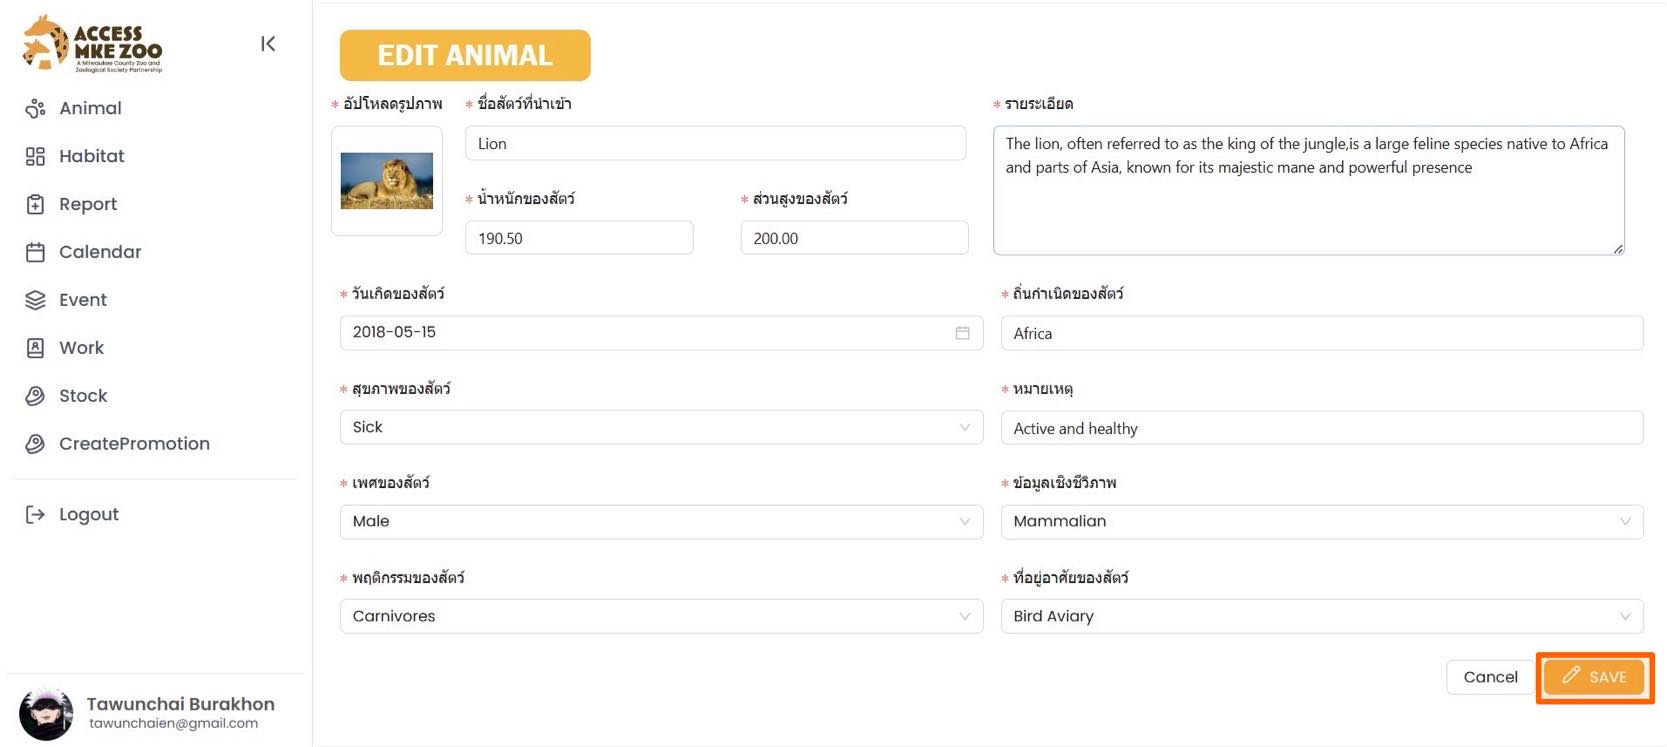 ACCESS
MKE ZOO
A Milwaukee County Zoo and
Zoological Society Partnership
Animal
Habitat
Report
Calendar
Event
Work
Stock
CreatePromotion
Logout
Tawunchai Burakhon
tawunchaien@gmail.com
EDIT ANIMAL
* อัปโหลดรูปภาพ
* ชื่อสัตว์ที่นำเข้า
Lion
* น้ำหนักของสัตว์
190.50
* ส่วนสูงของสัตว์
200.00
* รายระเอียด
The lion, often referred to as the king of the jungle,is a large feline species native to Africa
and parts of Asia, known for its majestic mane and powerful presence
* วันเกิดของสัตว์
2018-05-15
* ถิ่นกำเนิดของสัตว์
Africa
* สุขภาพของสัตว์
Sick
* หมายเหตุ
Active and healthy
* เพศของสัตว์
Male
* ข้อมูลเชิงชีวิภาพ
Mammalian
* พฤติกรรมของสัตว์
Carnivores
* ที่อยู่อาศัยของสัตว์
Bird Aviary
Cancel
SAVE